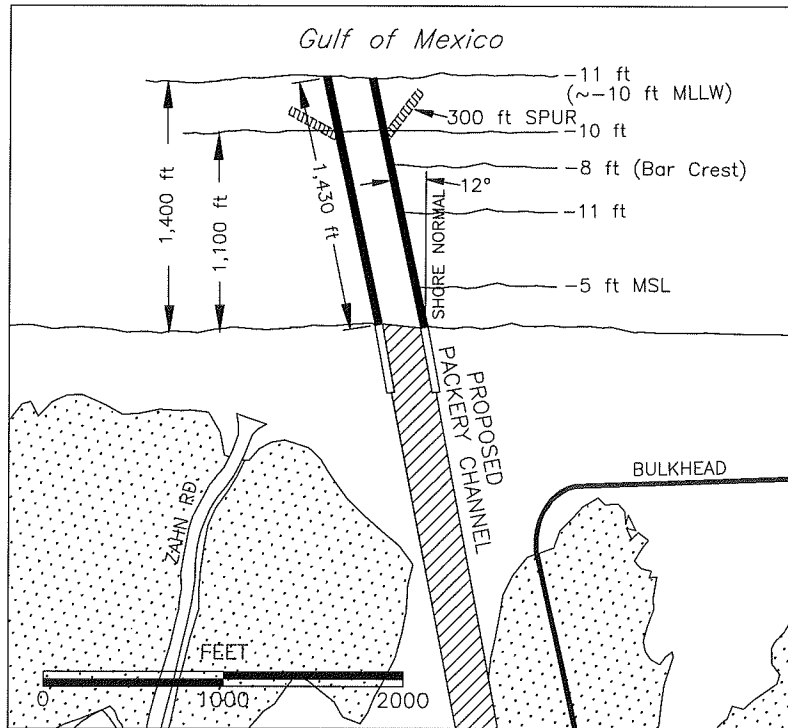 Gulf of Mexico
-11 ft
(~-10 ft MLLW)
300 ft SPUR
-10 ft
-8 ft (Bar Crest)
12°
-11 ft
-5 ft MSL
1,400 ft
1,100 ft
1,430 ft
SHORE NORMAL
PROPOSED
PACKERY CHANNEL
BULKHEAD
ZAHN RD
FEET
0 1000 2000